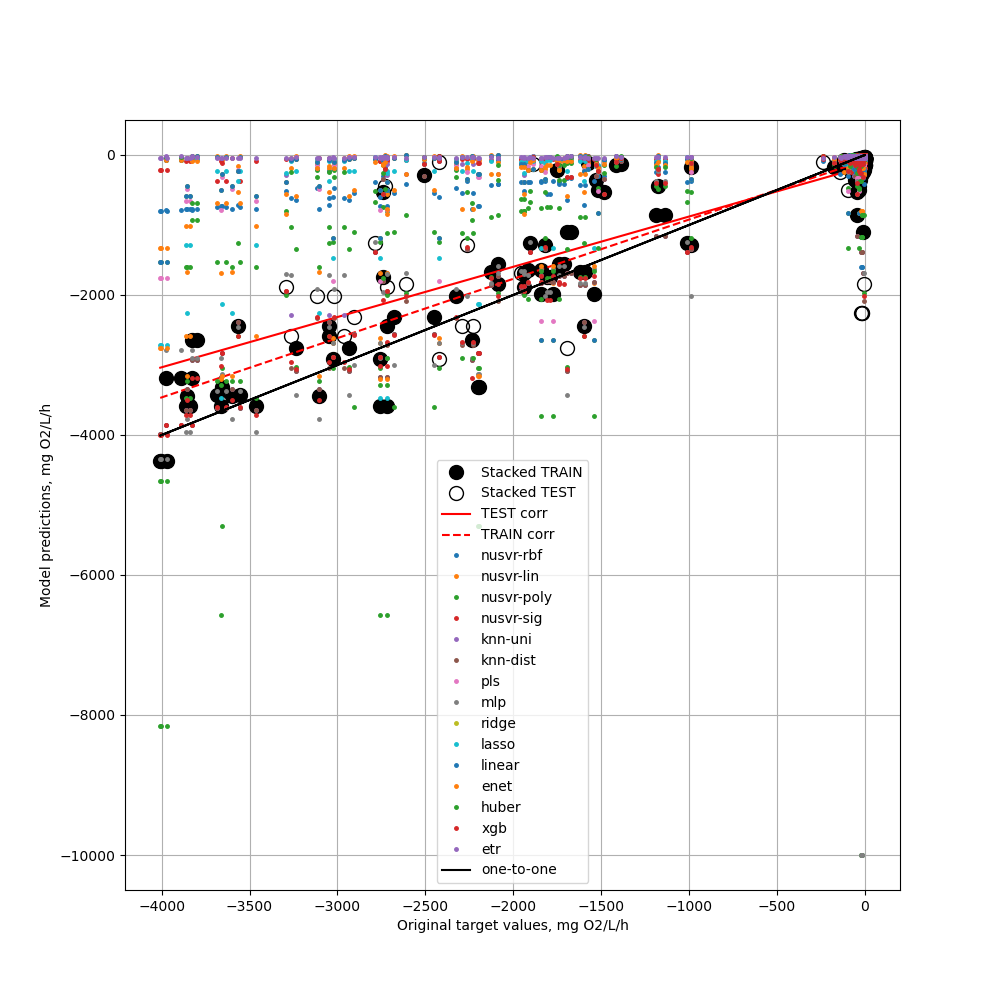 0
−2000
−4000
−6000
−8000
−10000
Model predictions, mg O2/L/h
Stacked TRAIN
Stacked TEST
TEST corr
TRAIN corr
nusvr-rbf
nusvr-lin
nusvr-poly
nusvr-sig
knn-uni
knn-dist
pls
mlp
ridge
lasso
linear
enet
huber
xgb
etr
one-to-one
−4000 −3500 −3000 −2500 −2000 −1500 −1000 −500 0
Original target values, mg O2/L/h